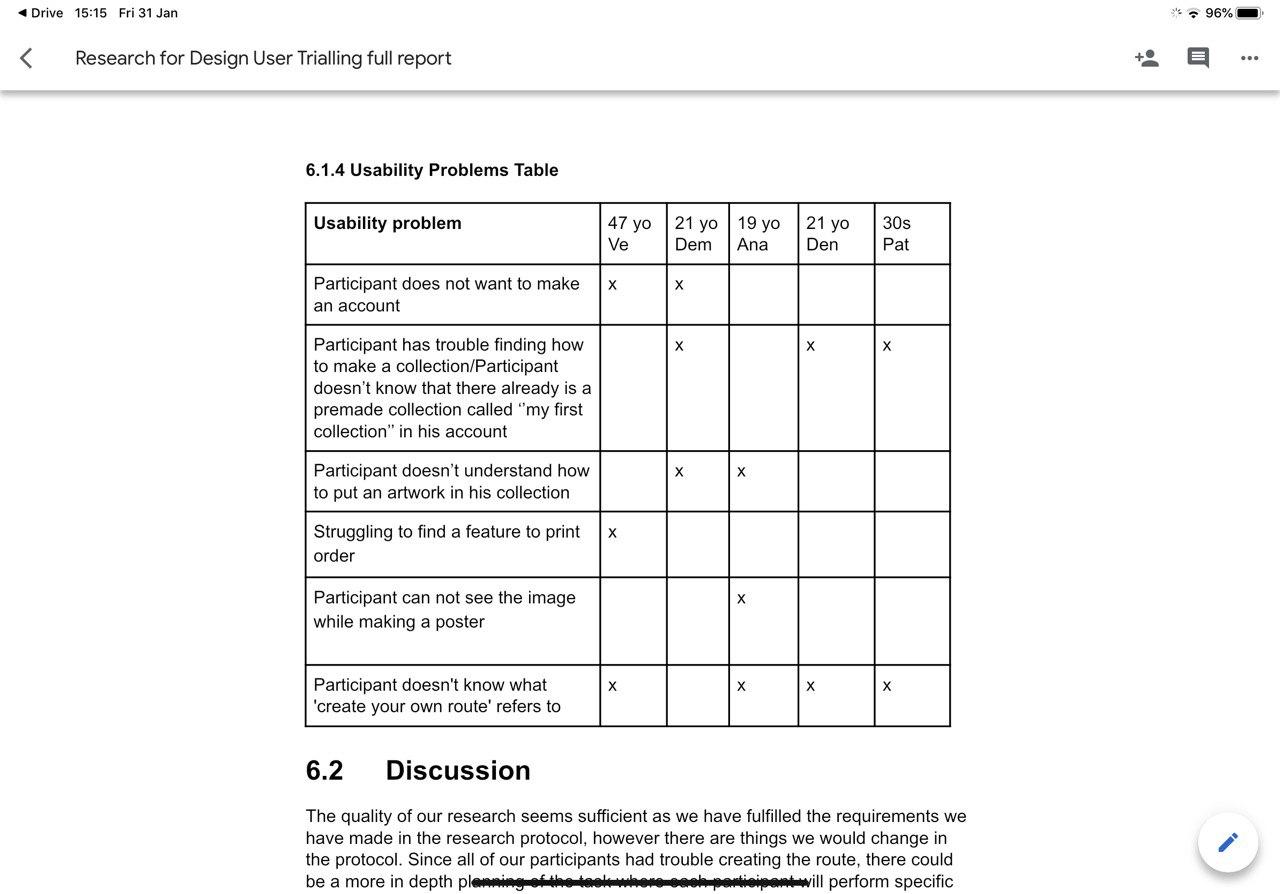 Drive 15:15 Fri 31 Jan 96%
Research for Design User Trialling full report
6.1.4 Usability Problems Table
Usability problem
47 yo
Ve
21 yo
Dem
19 yo
Ana
21 yo
Den
30s
Pat
Participant does not want to make
an account
x x
Participant has trouble finding how
to make a collection/Participant
doesn’t know that there already is a
premade collection called ‘’my first
collection’’ in his account
x x x
Participant doesn’t understand how
to put an artwork in his collection
x x
Struggling to find a feature to print
order
x
Participant can not see the image
while making a poster
x
Participant doesn't know what
'create your own route' refers to
x x x x
6.2 Discussion
The quality of our research seems sufficient as we have fulfilled the requirements we
have made in the research protocol, however there are things we would change in
the protocol. Since all of our participants had trouble creating the route, there could
be a more in depth planning of the task where each participant will perform specific